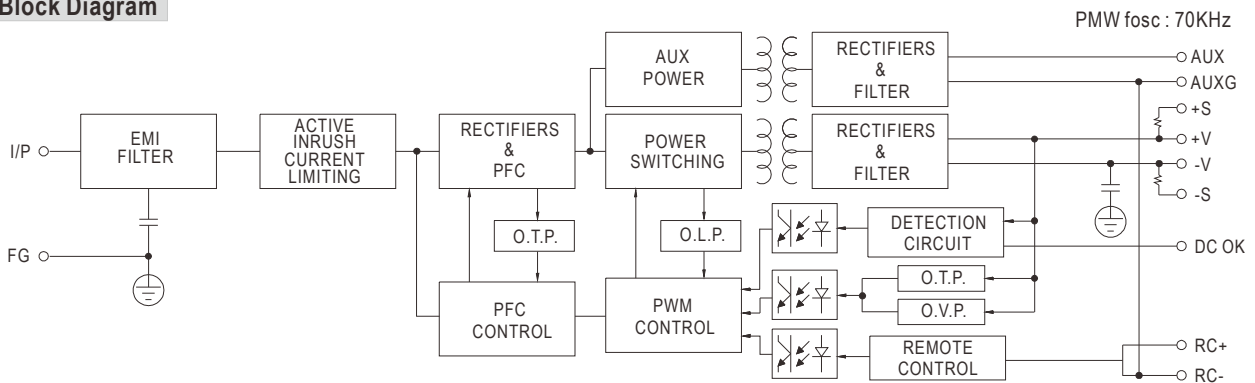 Block Diagram
PMW fosc : 70KHz
I/P
FG
EMI
FILTER
ACTIVE
INRUSH
CURRENT
LIMITING
RECTIFIERS
&
PFC
O.T.P.
PFC
CONTROL
AUX
POWER
POWER
SWITCHING
O.L.P.
PWM
CONTROL
RECTIFIERS
&
FILTER
RECTIFIERS
&
FILTER
DETECTION
CIRCUIT
O.T.P.
O.V.P.
REMOTE
CONTROL
AUX
AUXG
+S
+V
-V
-S
DC OK
RC+
RC-